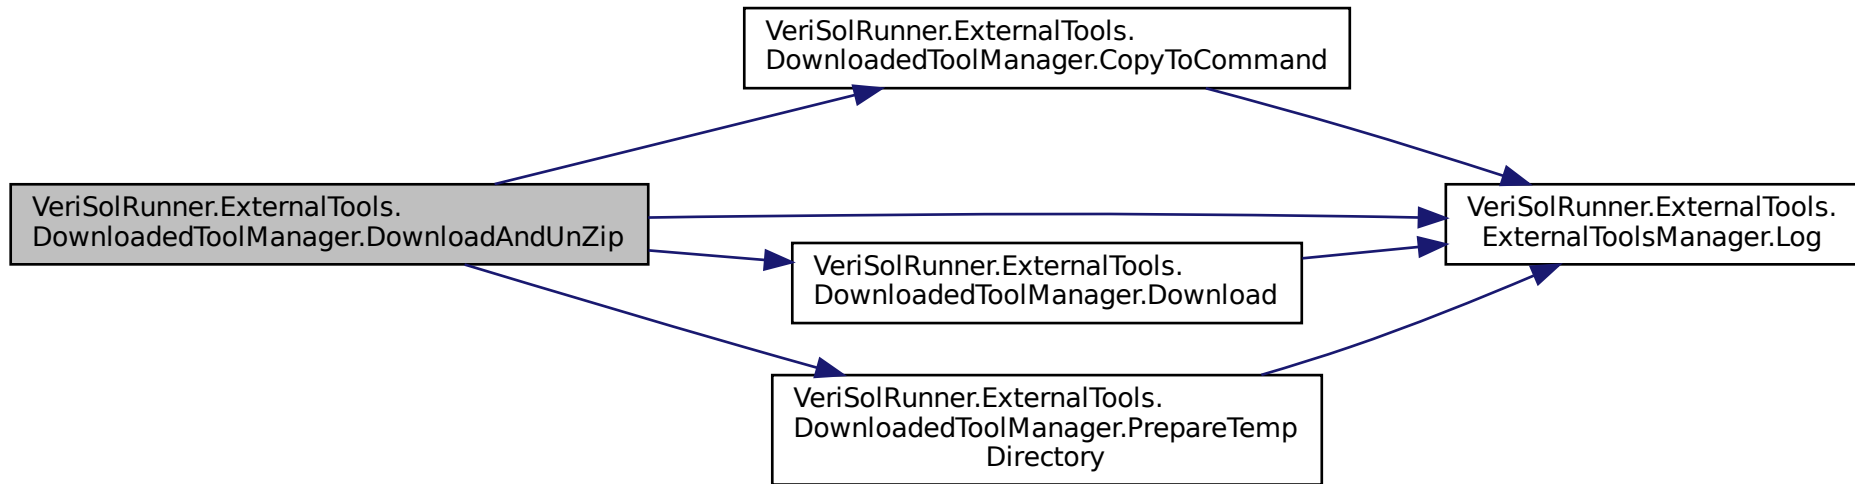 VeriSolRunner.ExternalTools.
DownloadedToolManager.CopyToCommand
VeriSolRunner.ExternalTools.
DownloadedToolManager.DownloadAndUnZip
VeriSolRunner.ExternalTools.
ExternalToolsManager.Log
VeriSolRunner.ExternalTools.
DownloadedToolManager.Download
VeriSolRunner.ExternalTools.
DownloadedToolManager.PrepareTemp
Directory